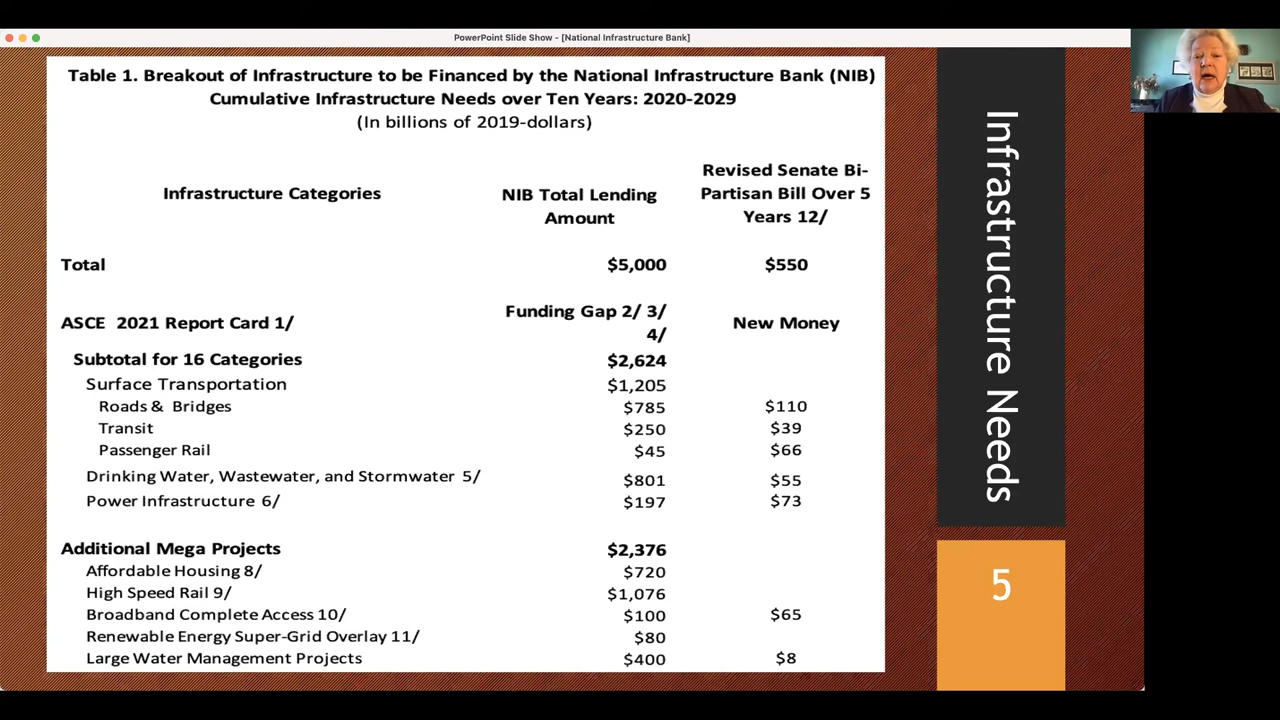 PowerPoint Slide Show - [National Infrastructure Bank]
Table 1. Breakout of Infrastructure to be Financed by the National Infrastructure Bank (NIB)
Cumulative Infrastructure Needs over Ten Years: 2020-2029
(In billions of 2019-dollars)
Infrastructure Categories
NIB Total Lending
Amount
Revised Senate Bi-
Partisan Bill Over 5
Years 12/
Total $5,000 $550
ASCE 2021 Report Card 1/
Funding Gap 2/ 3/
4/
New Money
Subtotal for 16 Categories $2,624
Surface Transportation $1,205
Roads & Bridges $785 $110
Transit $250 $39
Passenger Rail $45 $66
Drinking Water, Wastewater, and Stormwater 5/ $801 $55
Power Infrastructure 6/ $197 $73
Additional Mega Projects $2,376
Affordable Housing 8/ $720
High Speed Rail 9/ $1,076
Broadband Complete Access 10/ $100 $65
Renewable Energy Super-Grid Overlay 11/ $80
Large Water Management Projects $400 $8
Infrastructure Needs
5